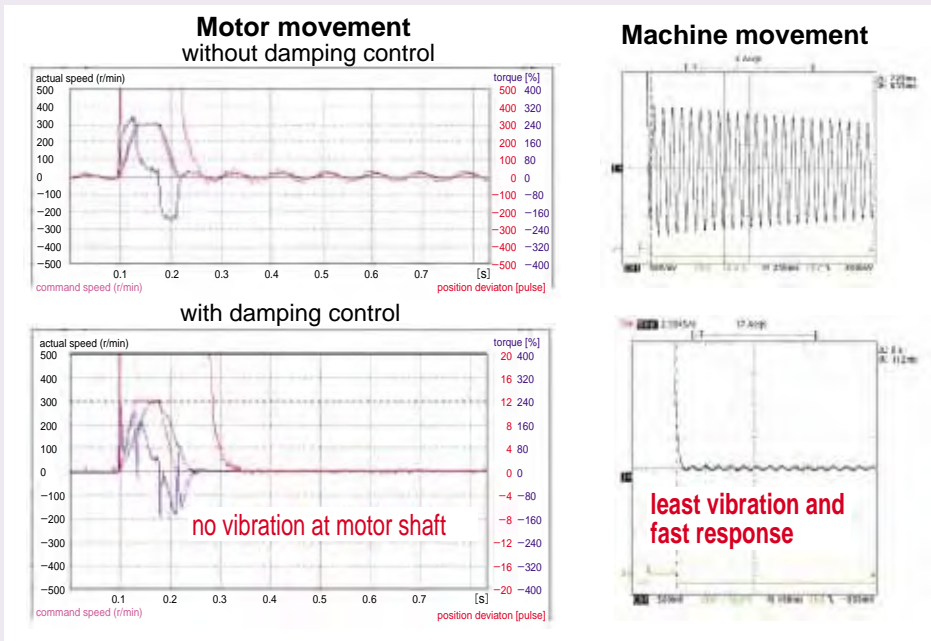 Motor movement
without damping control
Machine movement
actual speed (r/min)
torque [%]
500
400
300
200
100
0
−100
−200
−300
−400
−500
500 400
400 320
300 240
200 160
100 80
0 0
−100 −80
−200 −160
−300 −240
−400 −320
−500 −400
0.1 0.2 0.3 0.4 0.5 0.6 0.7 [s]
command speed (r/min)
position deviaton [pulse]
with damping control
actual speed (r/min)
torque [%]
500
400
300
200
100
0
−100
−200
−300
−400
−500
20 400
16 320
12 240
8 160
4 80
0 0
−4 −80
−8 −160
−12 −240
−16 −320
−20 −400
no vibration at motor shaft
0.1 0.2 0.3 0.4 0.5 0.6 0.7 [s]
command speed (r/min)
position deviaton [pulse]
17 Acqs
least vibration and
fast response